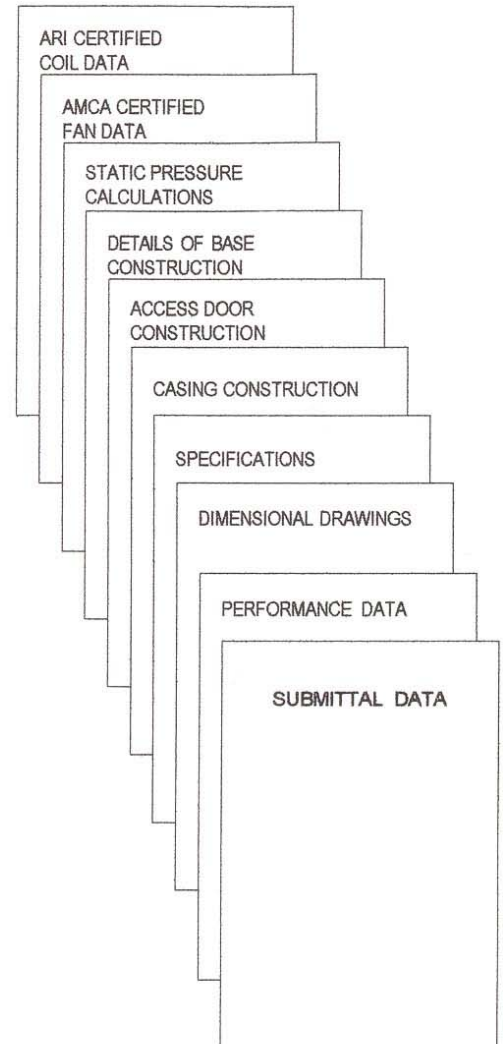 ARI CERTIFIED
COIL DATA
AMCA CERTIFIED
FAN DATA
STATIC PRESSURE
CALCULATIONS
DETAILS OF BASE
CONSTRUCTION
ACCESS DOOR
CONSTRUCTION
CASING CONSTRUCTION
SPECIFICATIONS
DIMENSIONAL DRAWINGS
PERFORMANCE DATA
SUBMITTAL DATA